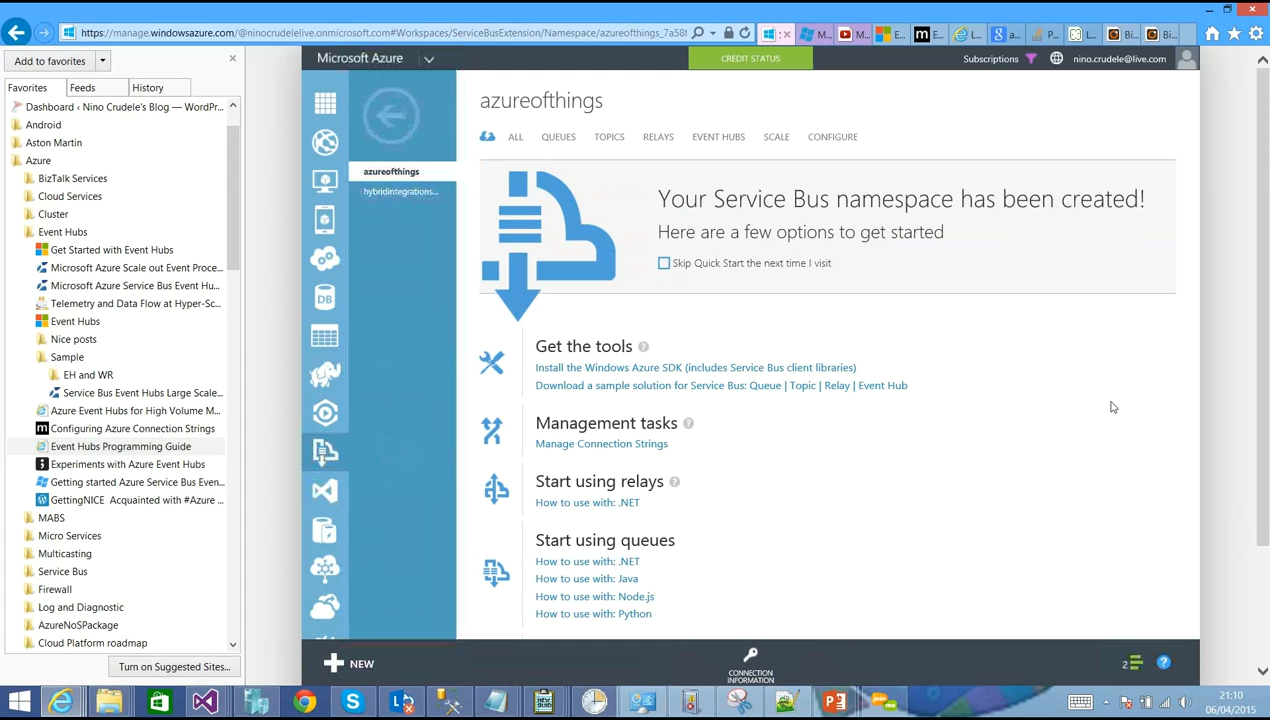 https://manage.windowsazure.com/@ninocrudelelive.onmicrosoft.com#Workspaces/ServiceBusExtension/Namespace/azureofthings_7a58
M...
M...
E...
E...
L...
a...
P...
L...
Bi...
Bi...
Add to favorites
Favorites
Feeds
History
Dashboard ‹ Nino Crudele's Blog — WordPr...
Android
Aston Martin
Azure
BizTalk Services
Cloud Services
Cluster
Event Hubs
Get Started with Event Hubs
Microsoft Azure Scale out Event Proce...
Microsoft Azure Service Bus Event Hu...
Telemetry and Data Flow at Hyper-Sc...
Event Hubs
Nice posts
Sample
EH and WR
Service Bus Event Hubs Large Scale...
Azure Event Hubs for High Volume M...
Configuring Azure Connection Strings
Event Hubs Programming Guide
Experiments with Azure Event Hubs
Getting started Azure Service Bus Even...
GettingNICE Acquainted with #Azure ...
MABS
Micro Services
Multicasting
Service Bus
Firewall
Log and Diagnostic
AzureNoSPackage
Cloud Platform roadmap
Turn on Suggested Sites...
Microsoft Azure
CREDIT STATUS
Subscriptions
nino.crudele@live.com
DB
azureofthings
hybridintegrations...
azureofthings
ALL QUEUES TOPICS RELAYS EVENT HUBS SCALE CONFIGURE
Your Service Bus namespace has been created!
Here are a few options to get started
Skip Quick Start the next time I visit
Get the tools ?
Install the Windows Azure SDK (includes Service Bus client libraries)
Download a sample solution for Service Bus: Queue | Topic | Relay | Event Hub
Management tasks ?
Manage Connection Strings
Start using relays ?
How to use with: .NET
Start using queues
How to use with: .NET
How to use with: Java
How to use with: Node.js
How to use with: Python
NEW
CONNECTION
INFORMATION
2
?
21:10
06/04/2015